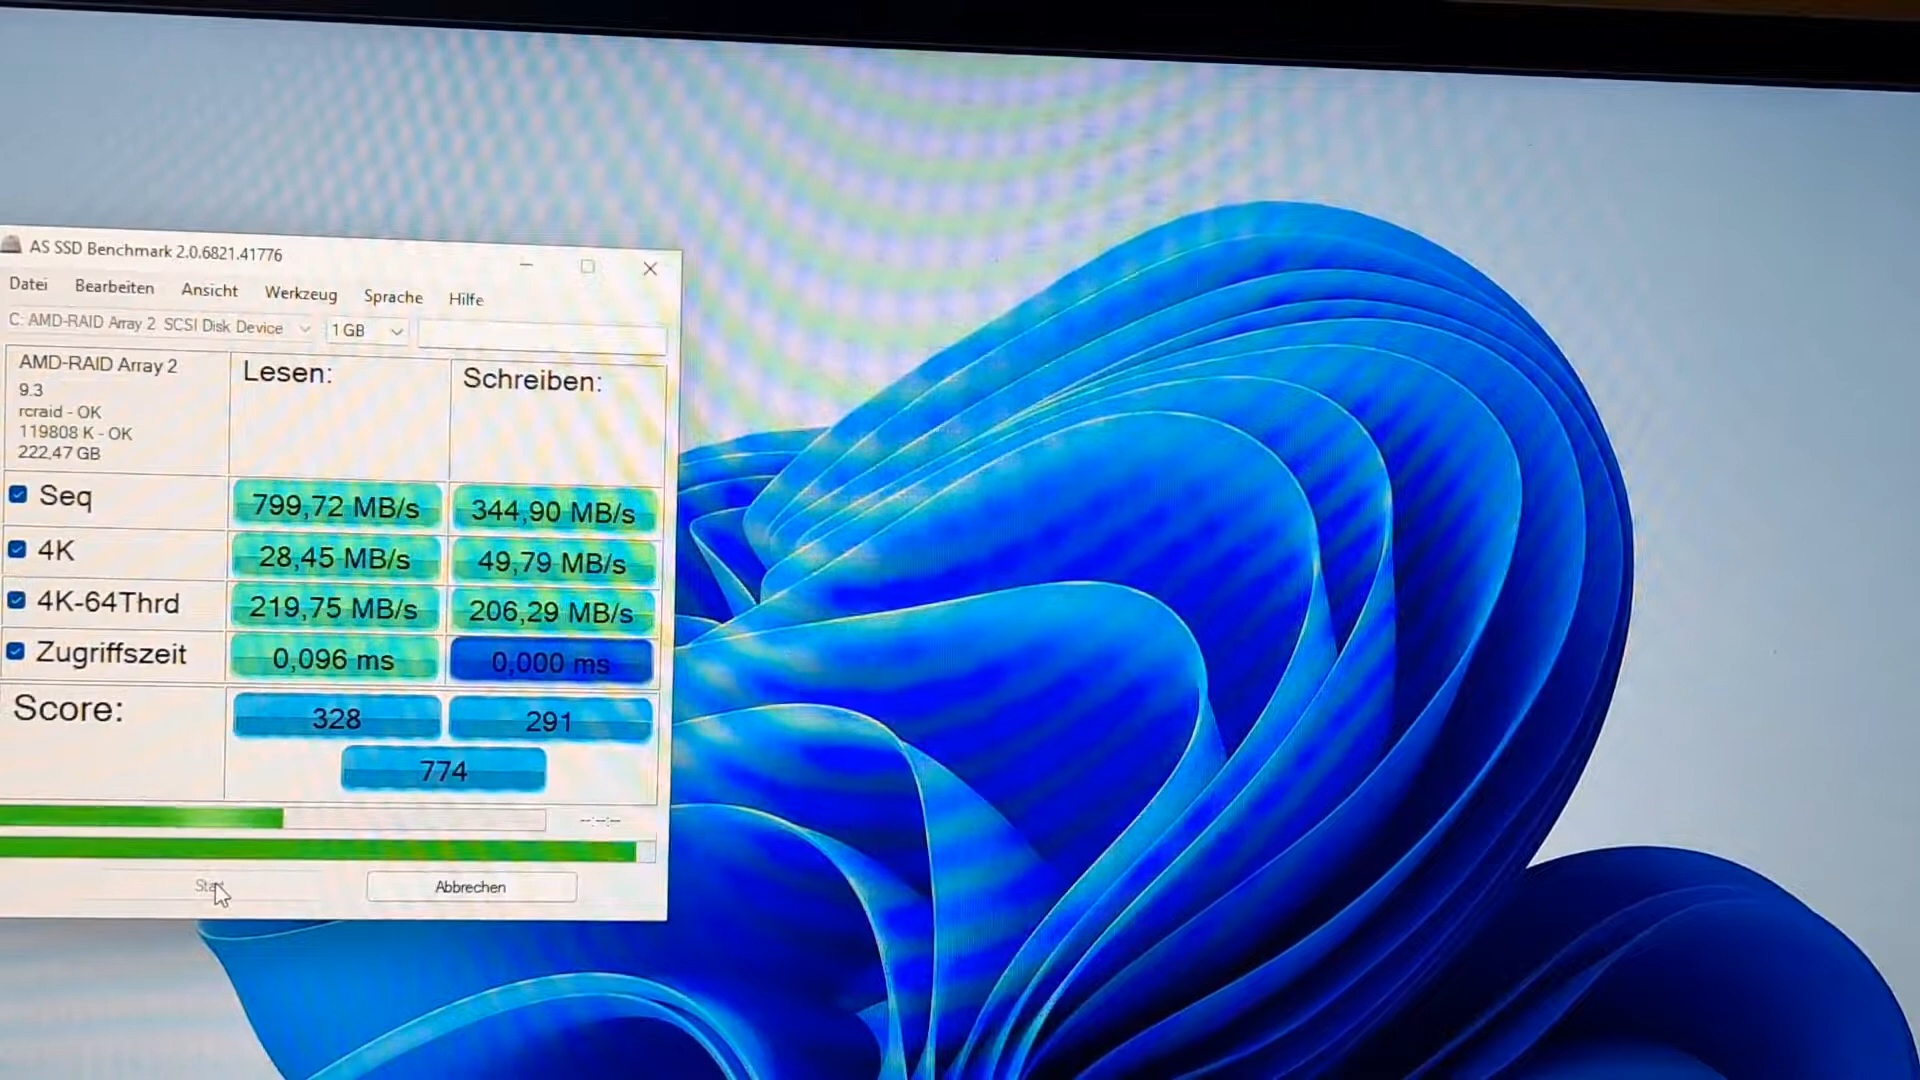 AS SSD Benchmark 2.0.6821.41776
Datei Bearbeiten Ansicht Werkzeug Sprache Hilfe
C: AMD-RAID Array 2 SCSI Disk Device 1 GB
AMD-RAID Array 2
9.3
rcraid - OK
119808 K - OK
222,47 GB
Lesen: Schreiben:
Seq 799,72 MB/s 344,90 MB/s
4K 28,45 MB/s 49,79 MB/s
4K-64Thrd 219,75 MB/s 206,29 MB/s
Zugriffszeit 0,096 ms 0,000 ms
Score: 328 291
774
--:--:--
Abbrechen